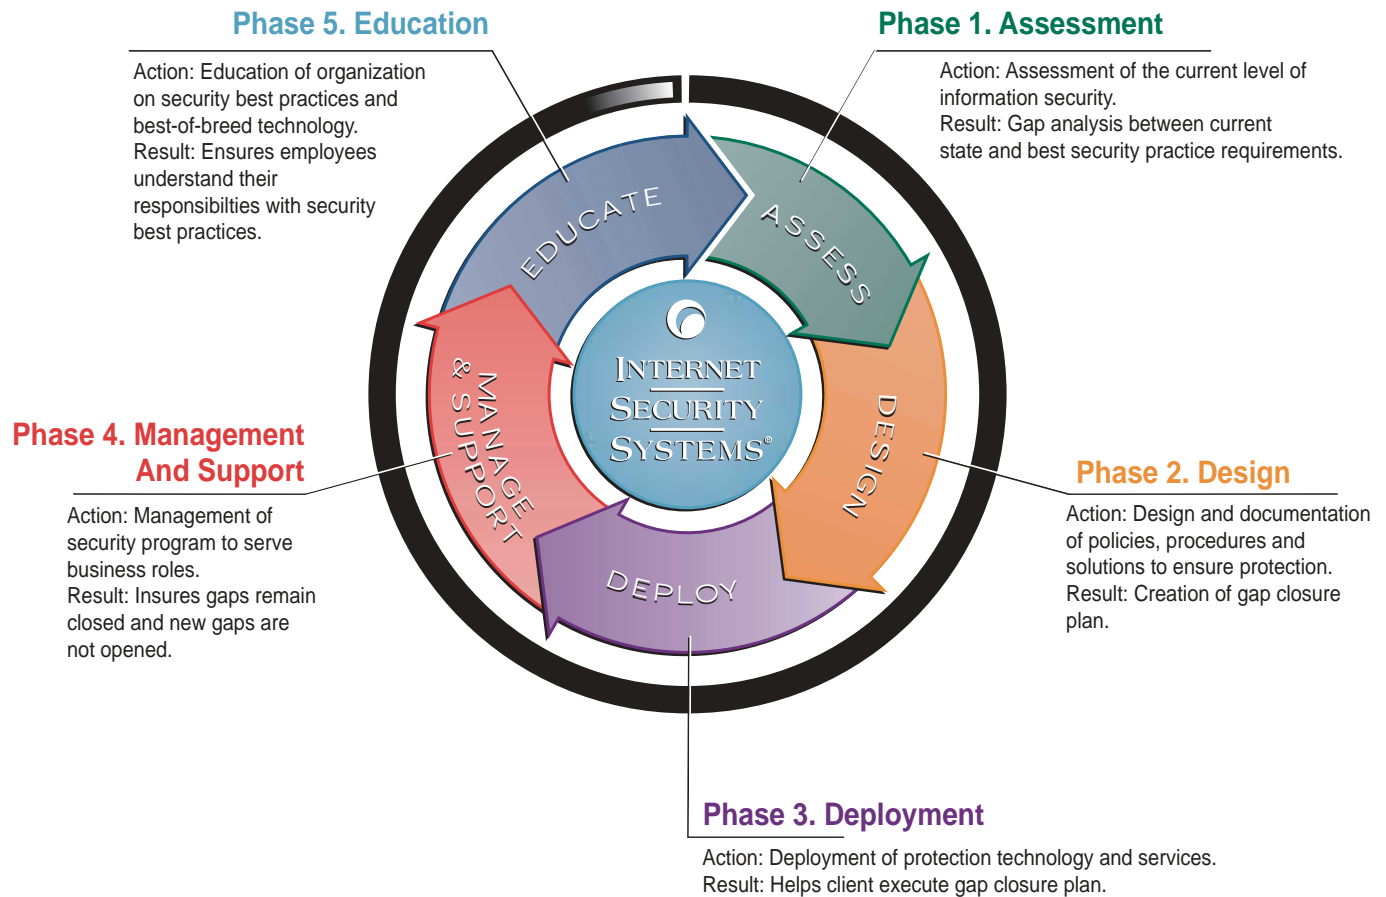 Phase 5. Education
Action: Education of organization
on security best practices and
best-of-breed technology.
Result: Ensures employees
understand their
responsibilties with security
best practices.
Phase 1. Assessment
Action: Assessment of the current level of
information security.
Result: Gap analysis between current
state and best security practice requirements.
EDUCATE
ASSESS
INTERNET
SECURITY
SYSTEMS®
MANAGE
& SUPPORT
DESIGN
DEPLOY
Phase 4. Management
And Support
Action: Management of
security program to serve
business roles.
Result: Insures gaps remain
closed and new gaps are
not opened.
Phase 2. Design
Action: Design and documentation
of policies, procedures and
solutions to ensure protection.
Result: Creation of gap closure
plan.
Phase 3. Deployment
Action: Deployment of protection technology and services.
Result: Helps client execute gap closure plan.